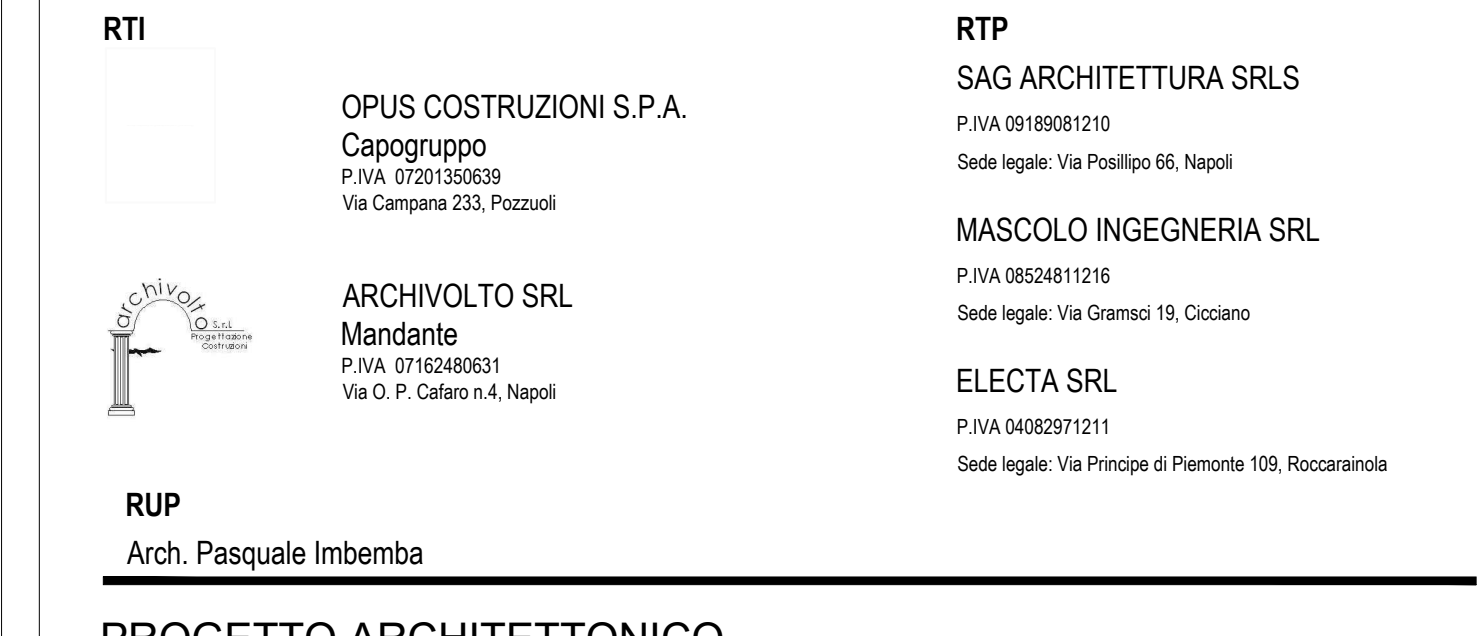 RTI
OPUS COSTRUZIONI S.P.A.
Capogruppo
P.IVA 07201350639
Via Campana 233, Pozzuoli
archivolto S.r.l.
Progettazione
Costruzioni
ARCHIVOLTO SRL
Mandante
P.IVA 07162480631
Via O. P. Cafaro n.4, Napoli
RUP
Arch. Pasquale Imbemba
RTP
SAG ARCHITETTURA SRLS
P.IVA 09189081210
Sede legale: Via Posillipo 66, Napoli
MASCOLO INGEGNERIA SRL
P.IVA 08524811216
Sede legale: Via Gramsci 19, Cicciano
ELECTA SRL
P.IVA 04082971211
Sede legale: Via Principe di Piemonte 109, Roccarainola
PROGETTO ARCHITETTONICO